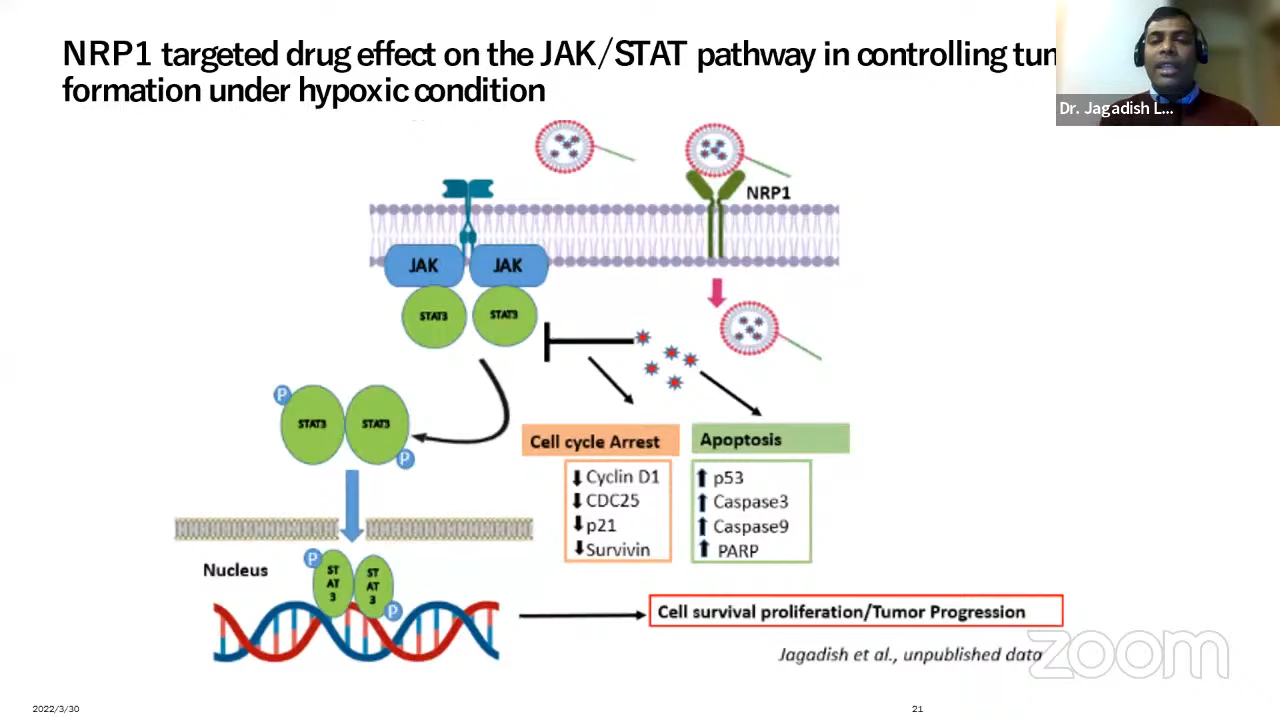 NRP1 targeted drug effect on the JAK/STAT pathway in controlling
formation under hypoxic condition
Dr. Jagadish L...
NRP1
JAK
JAK
STAT3
STAT3
P
STAT3
STAT3
P
Cell cycle Arrest
Cyclin D1
CDC25
p21
Survivin
Apoptosis
p53
Caspase3
Caspase9
PARP
Nucleus
P
ST
AT
3
ST
AT
3
P
Cell survival proliferation/Tumor Progression
Jagadish et al., unpublished data
zoom
2022/3/30
21